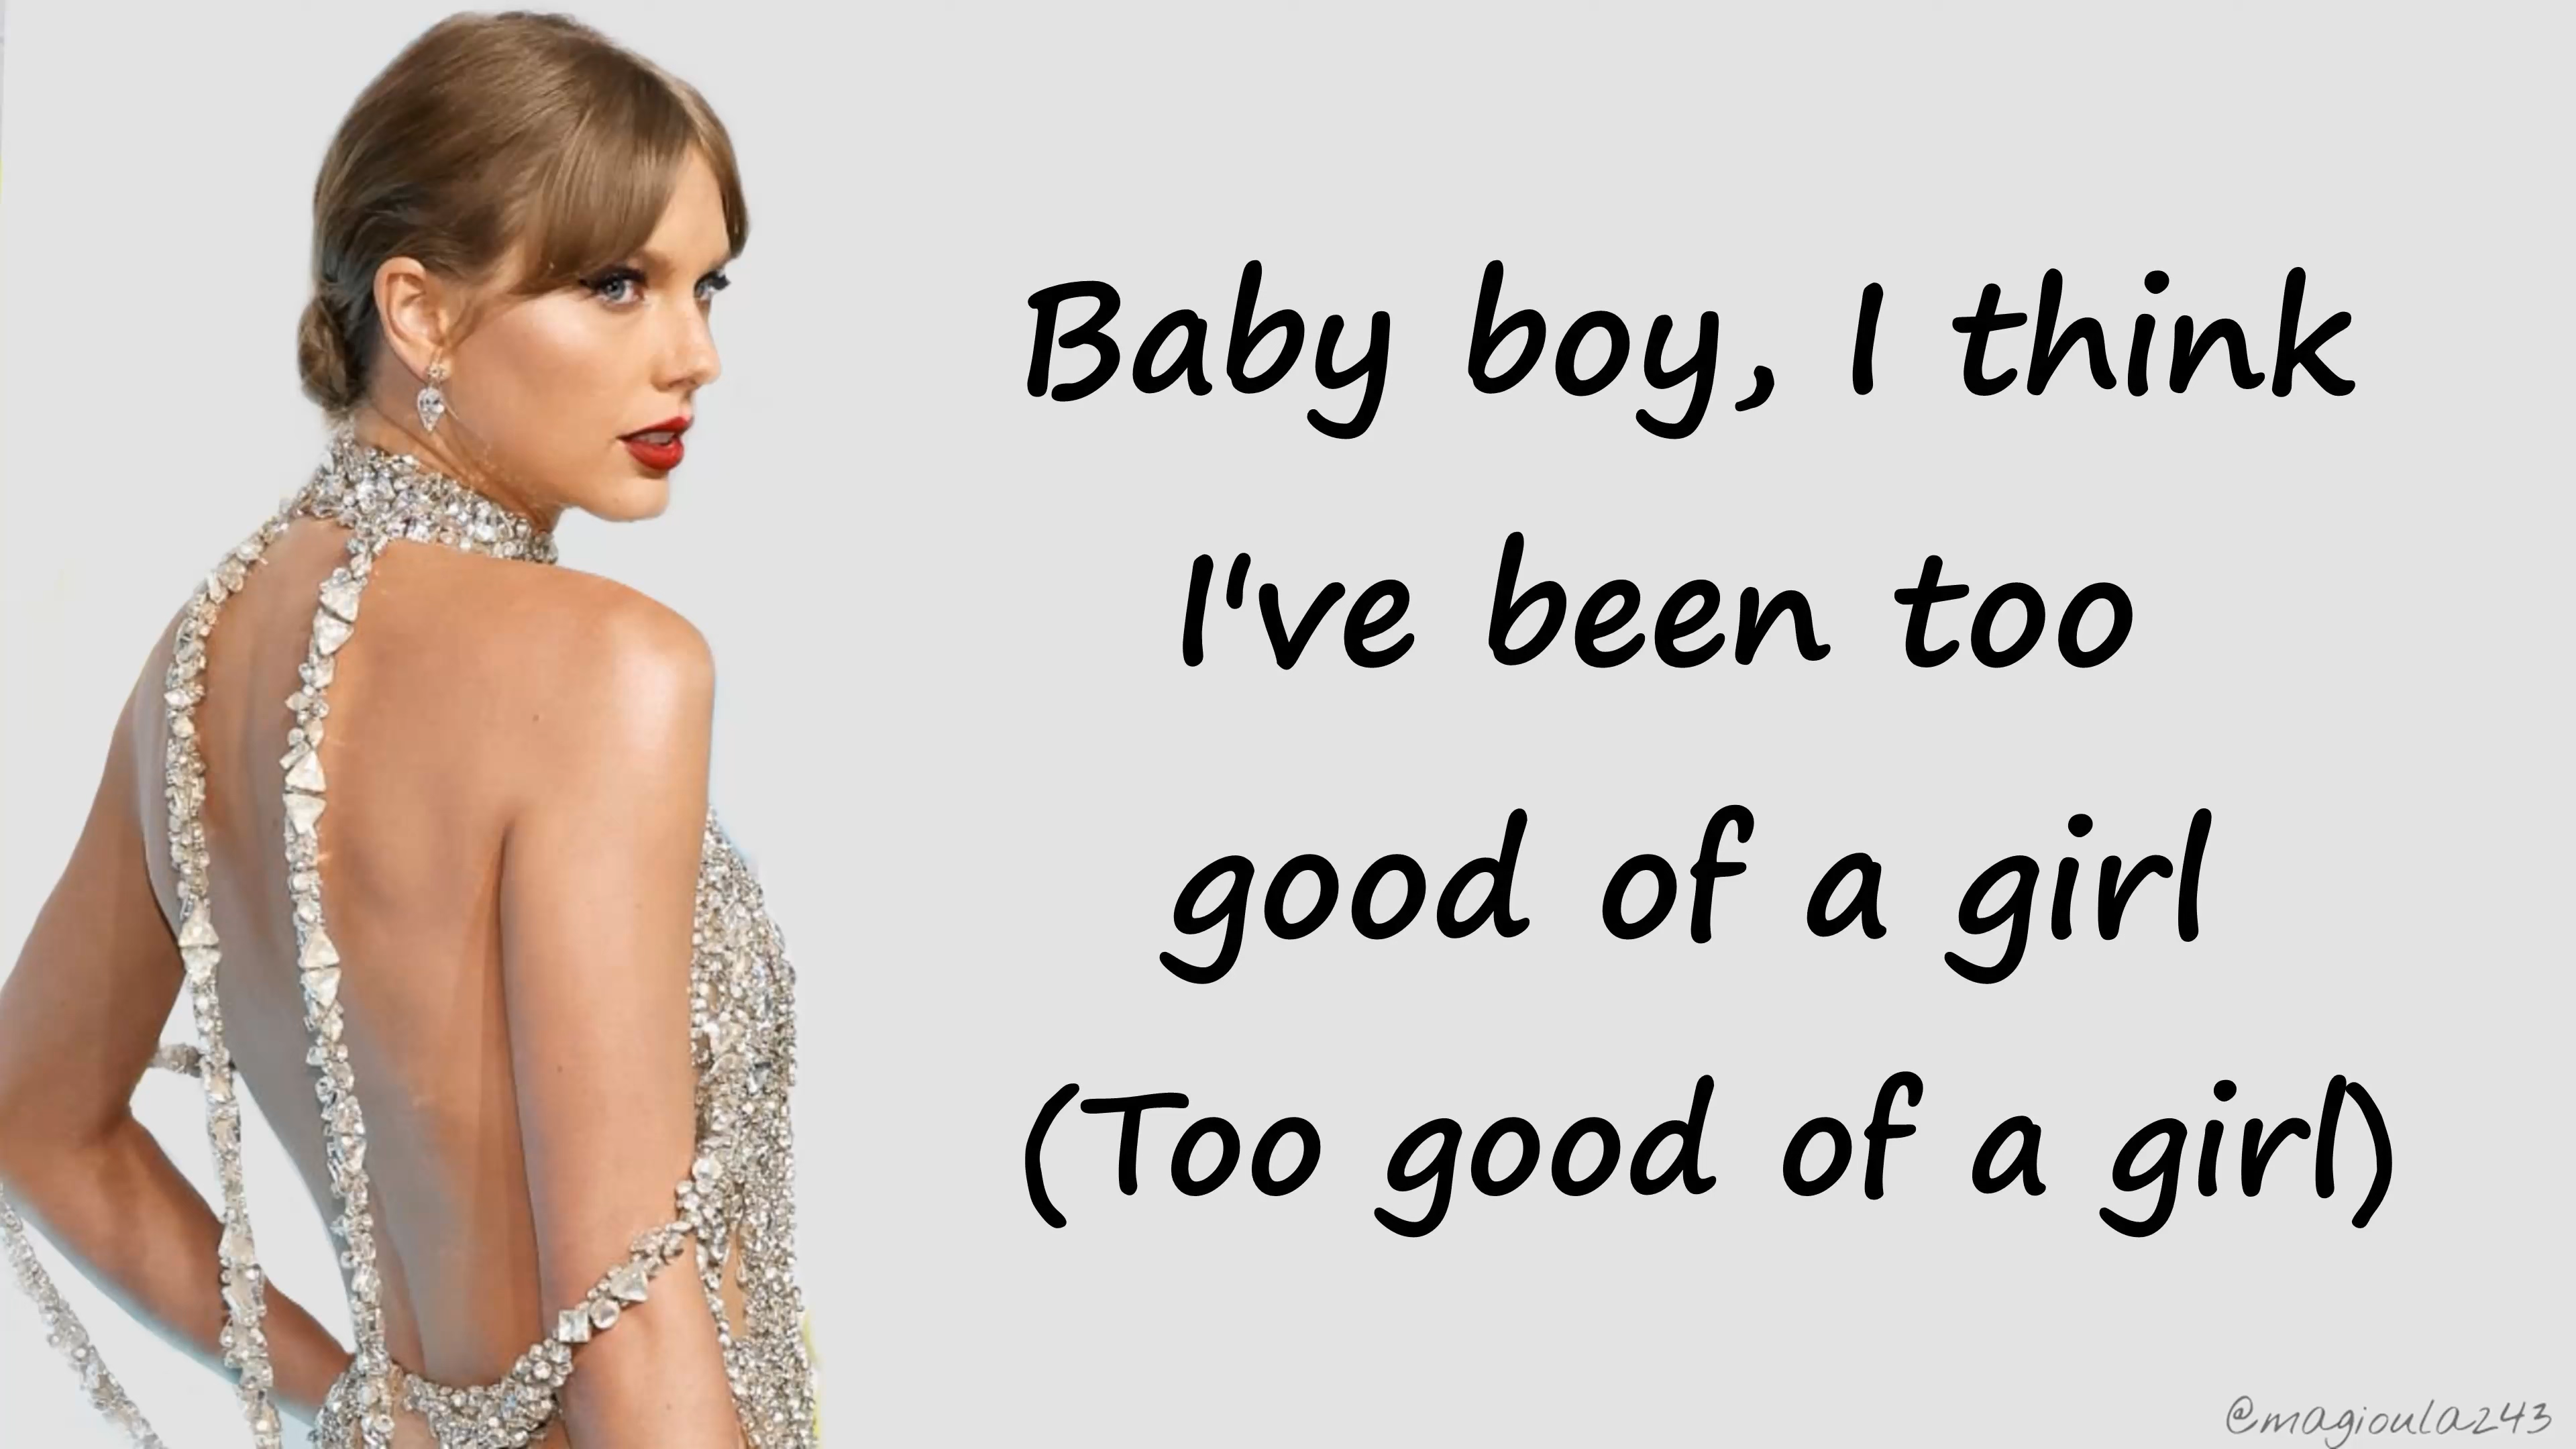 Baby boy, I think
I've been too
good of a girl
(Too good of a girl)
@magioula243